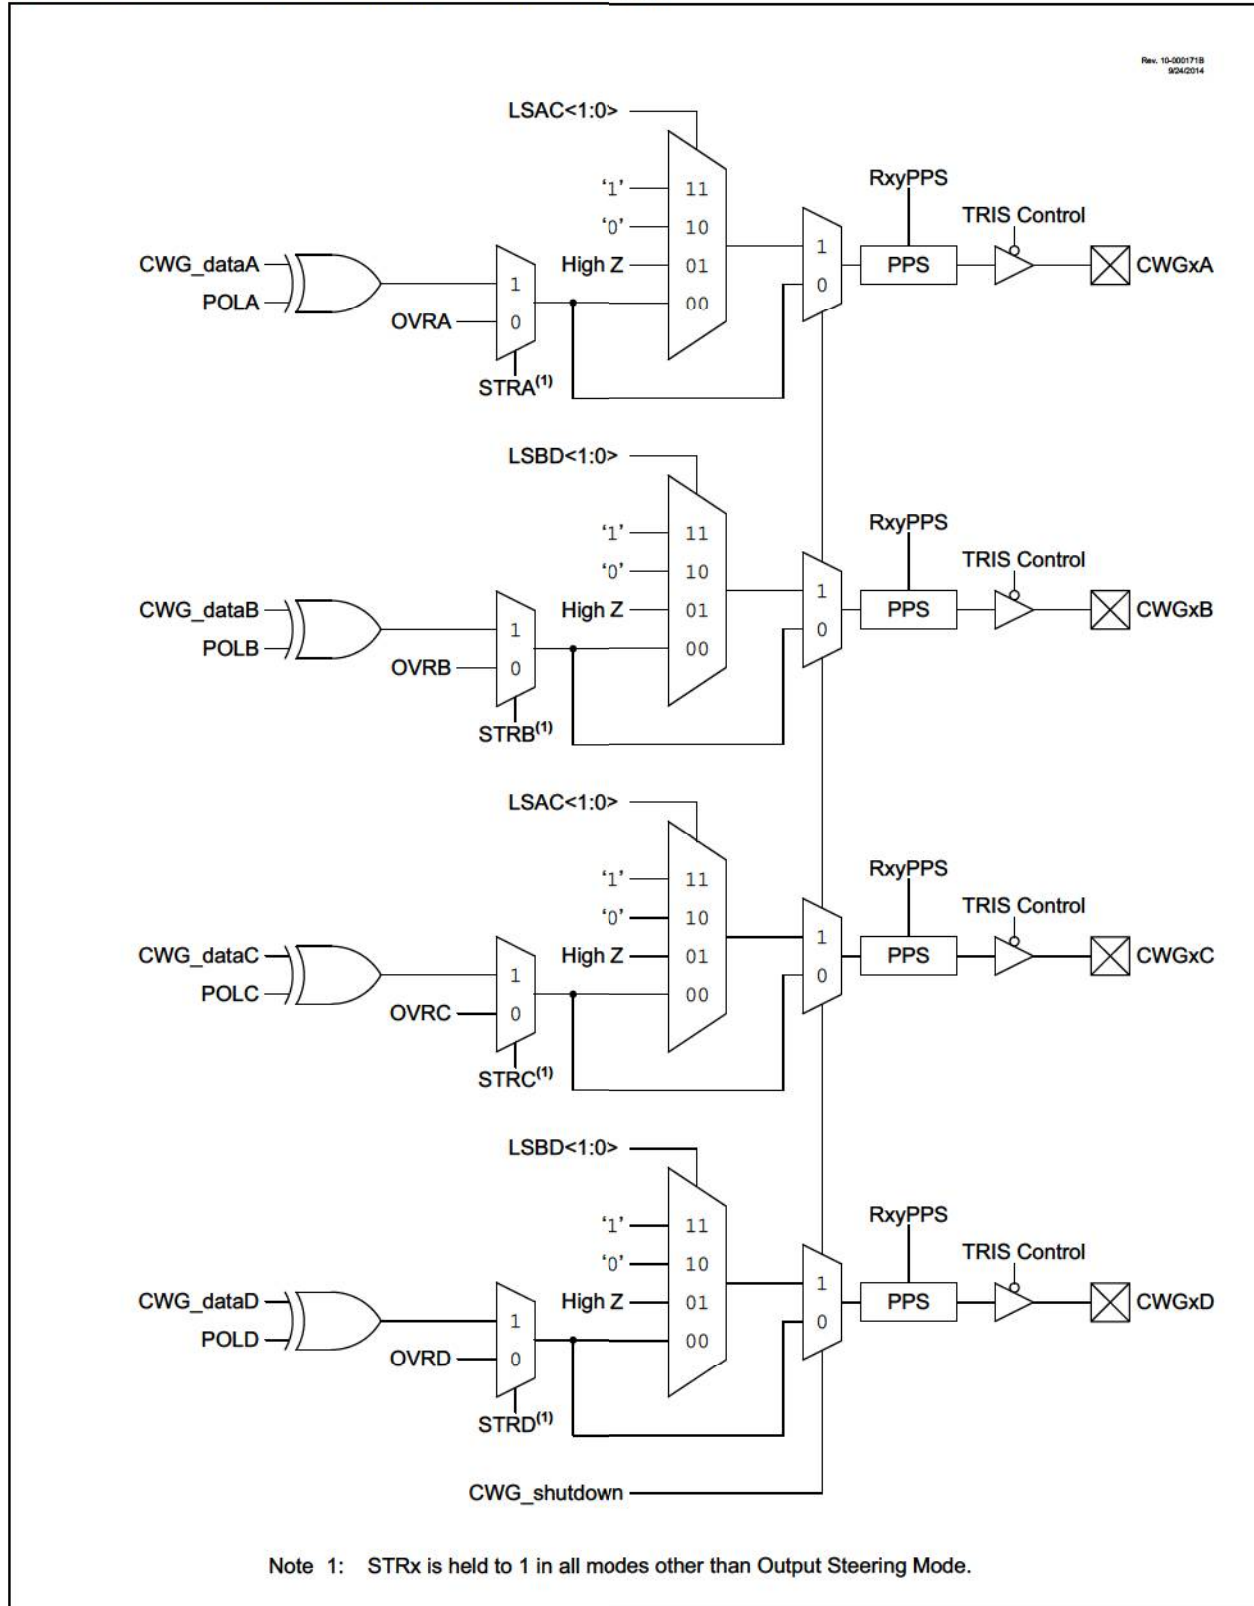 Rev. 10-000171B
9/24/2014
LSAC<1:0>
RxyPPS
'1' 11
TRIS Control
'0' 10
1
CWG_dataA
High Z 01
PPS
CWGxA
1
0
POLA
00
OVRA 0
STRA(1)
LSBD<1:0>
RxyPPS
'1' 11
TRIS Control
'0' 10
1
CWG_dataB
High Z 01
PPS
CWGxB
1
0
POLB
00
OVRB 0
STRB(1)
LSAC<1:0>
RxyPPS
'1' 11
TRIS Control
'0' 10
1
CWG_dataC
High Z 01
PPS
CWGxC
1
0
POLC
00
OVRC 0
STRC(1)
LSBD<1:0>
RxyPPS
'1' 11
TRIS Control
'0' 10
1
CWG_dataD
High Z 01
PPS
CWGxD
1
0
POLD
00
OVRD 0
STRD(1)
CWG_shutdown
Note 1: STRx is held to 1 in all modes other than Output Steering Mode.